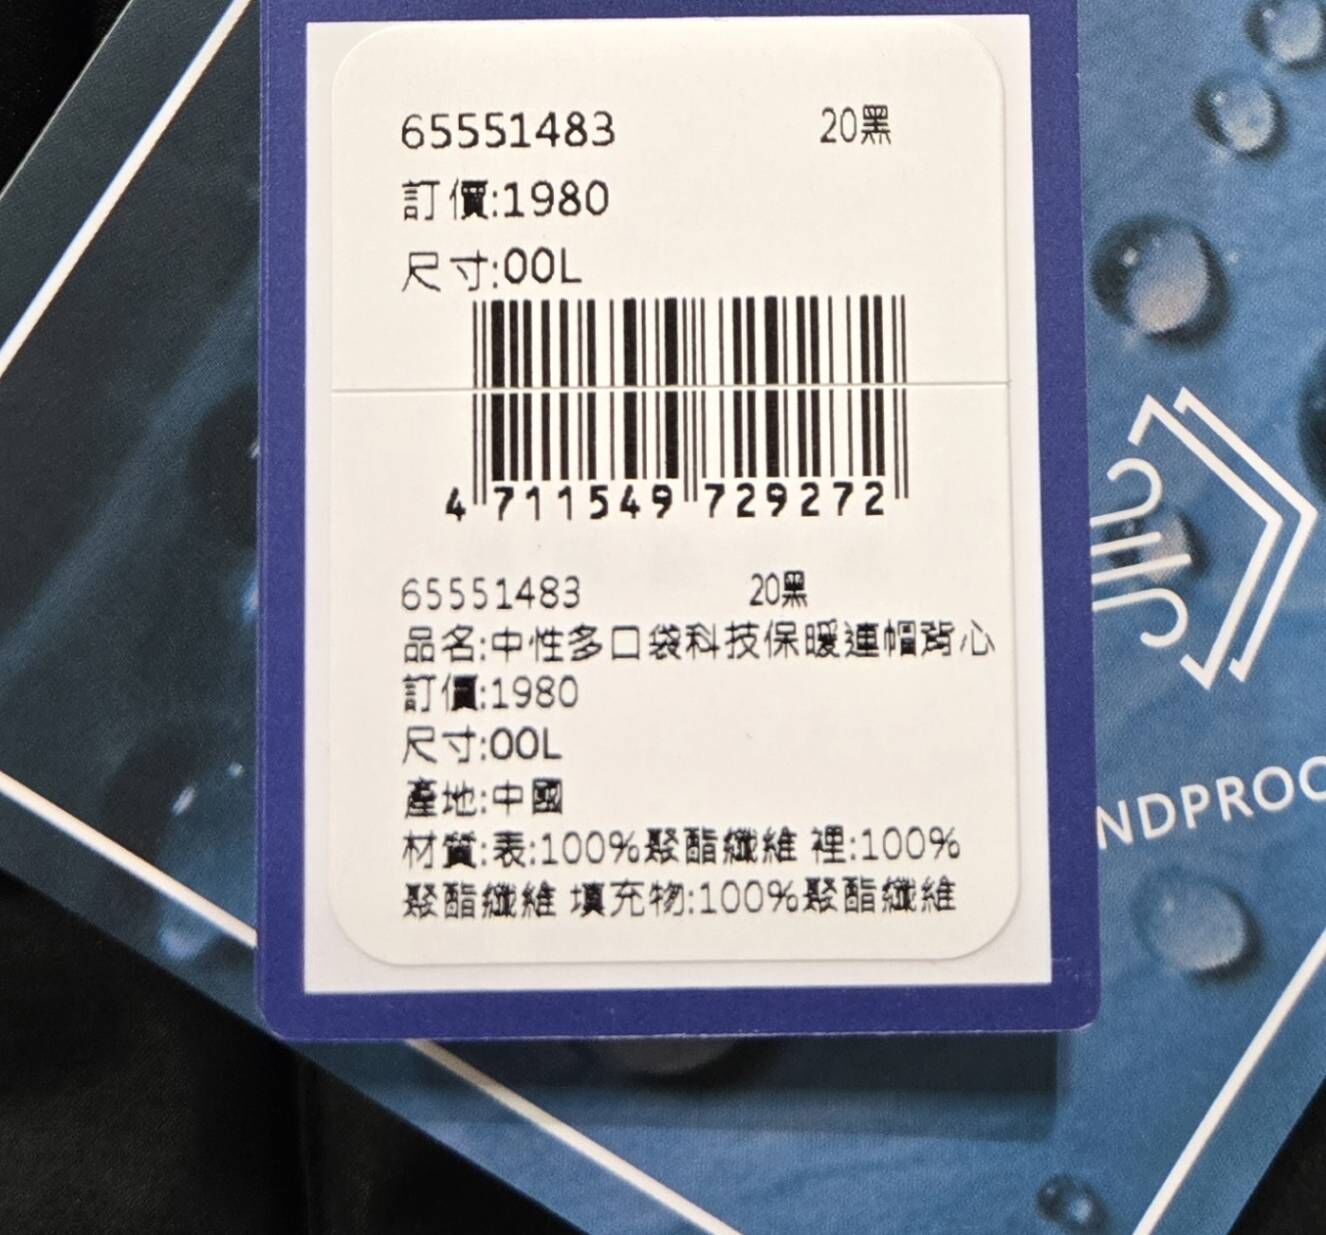 65551483 20黑
訂價:1980
尺寸:00L
4 711549 729272
65551483 20黑
品名:中性多口袋科技保暖連帽背心
訂價:1980
尺寸:00L
產地:中國
材質:表:100%聚酯纖維 裡:100%
聚酯纖維 填充物:100%聚酯纖維
NDPROO